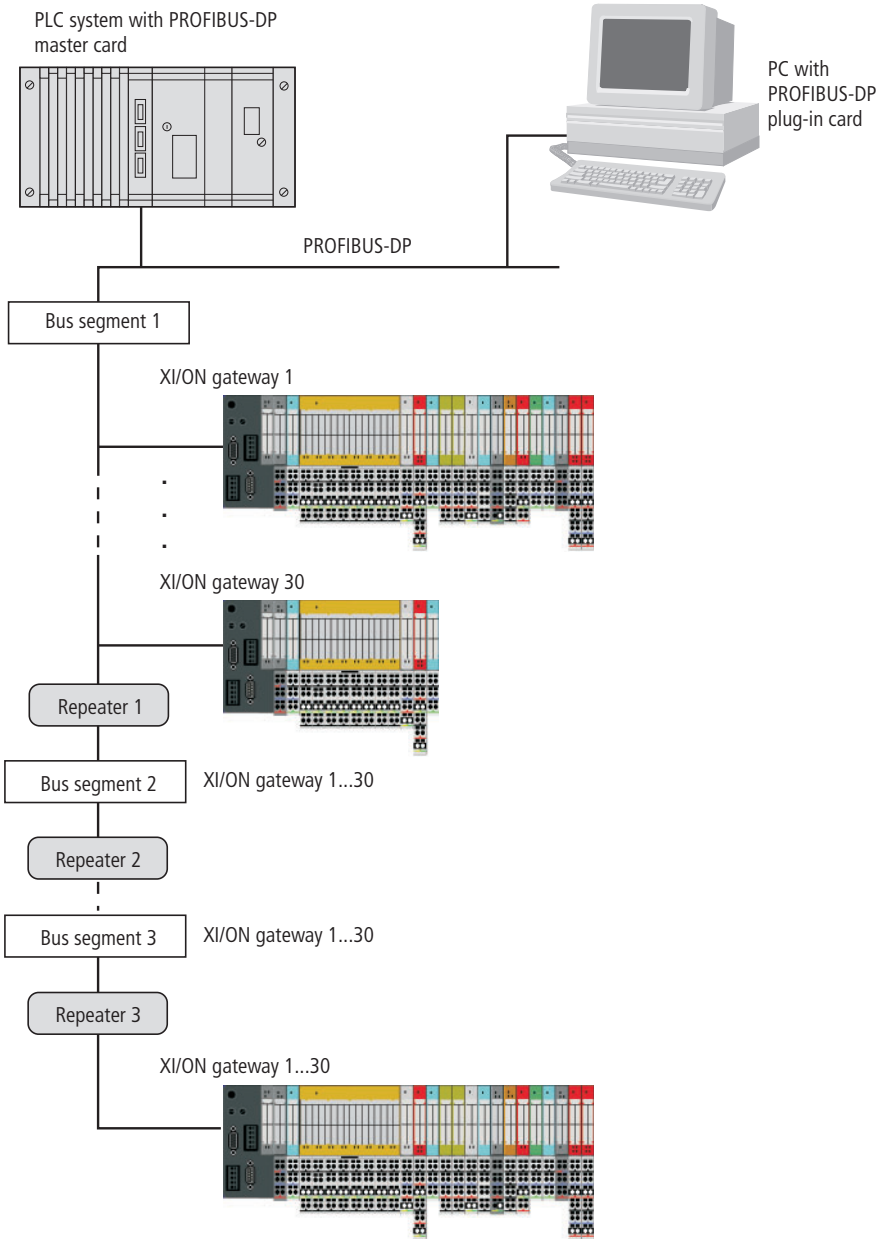 PLC system with PROFIBUS-DP
master card
PC with
PROFIBUS-DP
plug-in card
PROFIBUS-DP
Bus segment 1
XI/ON gateway 1
XI/ON gateway 30
Repeater 1
Bus segment 2
XI/ON gateway 1...30
Repeater 2
Bus segment 3
XI/ON gateway 1...30
Repeater 3
XI/ON gateway 1...30